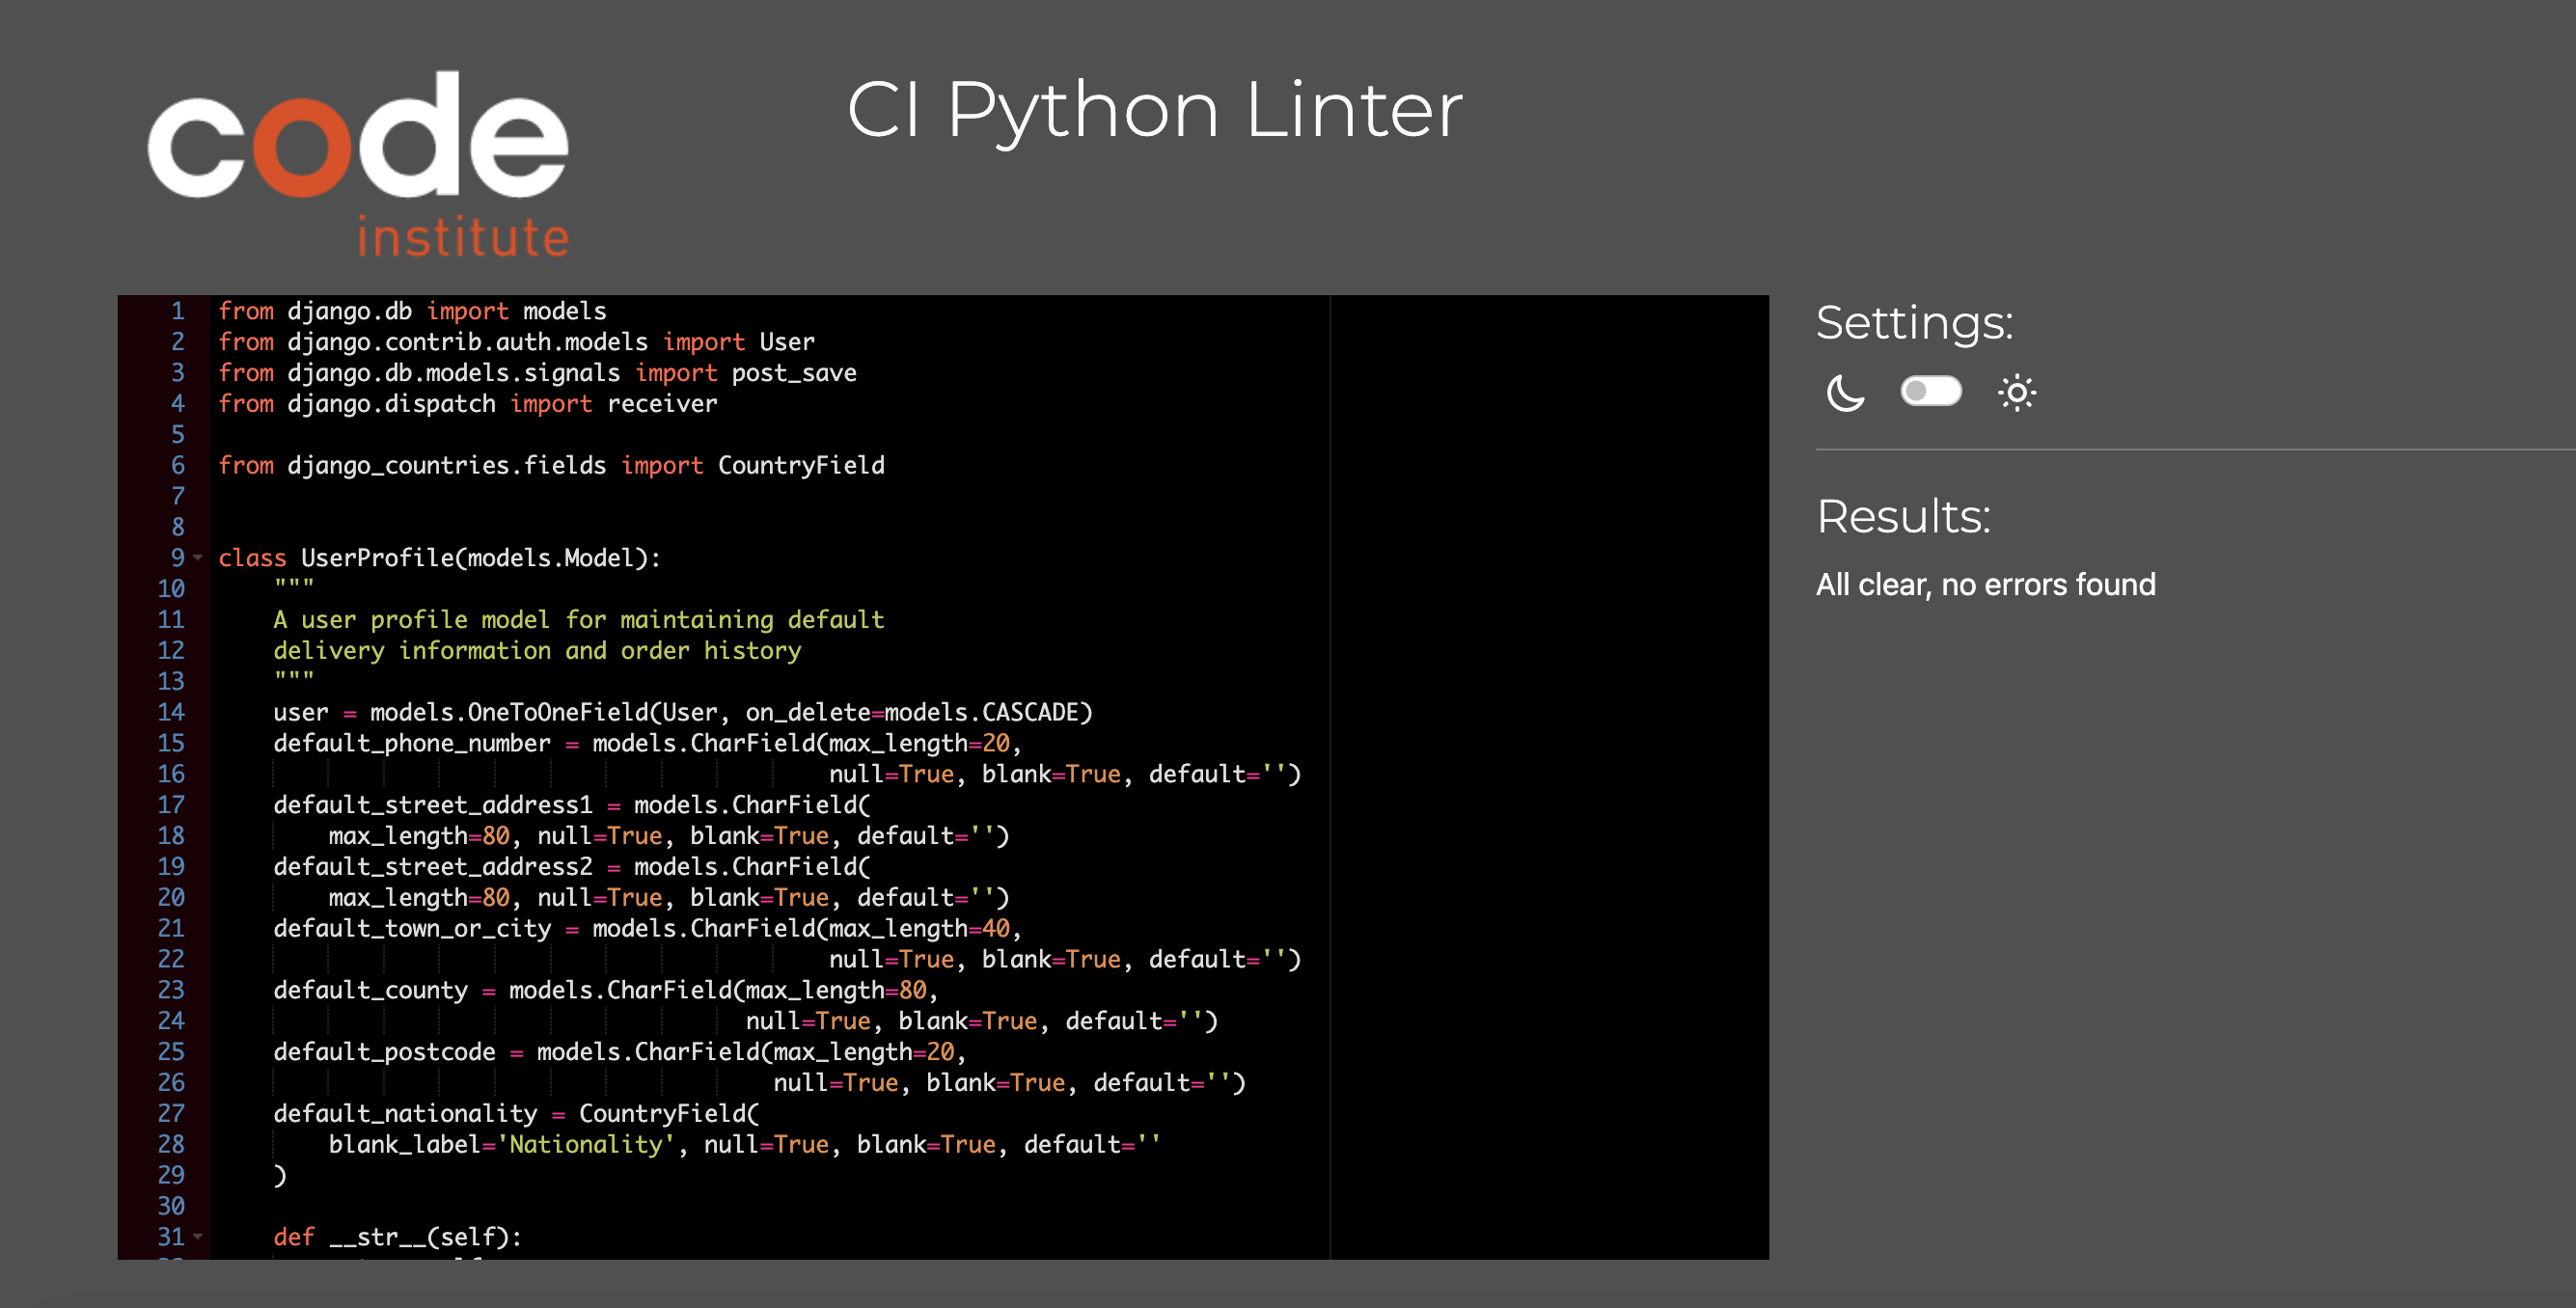 code
institute
CI Python Linter
1 from django.db import models
2 from django.contrib.auth.models import User
3 from django.db.models.signals import post_save
4 from django.dispatch import receiver
5
6 from django_countries.fields import CountryField
7
8
9 class UserProfile(models.Model):
10     """
11     A user profile model for maintaining default
12     delivery information and order history
13     """
14     user = models.OneToOneField(User, on_delete=models.CASCADE)
15     default_phone_number = models.CharField(max_length=20,
16                                             null=True, blank=True, default='')
17     default_street_address1 = models.CharField(
18         max_length=80, null=True, blank=True, default='')
19     default_street_address2 = models.CharField(
20         max_length=80, null=True, blank=True, default='')
21     default_town_or_city = models.CharField(max_length=40,
22                                             null=True, blank=True, default='')
23     default_county = models.CharField(max_length=80,
24                                       null=True, blank=True, default='')
25     default_postcode = models.CharField(max_length=20,
26                                         null=True, blank=True, default='')
27     default_nationality = CountryField(
28         blank_label='Nationality', null=True, blank=True, default=''
29     )
30
31     def __str__(self):
Settings:
Results:
All clear, no errors found